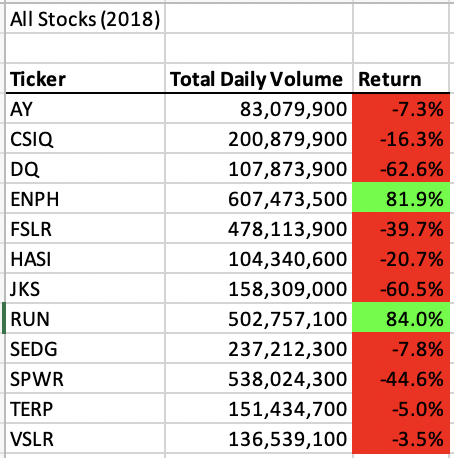 All Stocks (2018)
Ticker Total Daily Volume Return
AY 83,079,900 -7.3%
CSIQ 200,879,900 -16.3%
DQ 107,873,900 -62.6%
ENPH 607,473,500 81.9%
FSLR 478,113,900 -39.7%
HASI 104,340,600 -20.7%
JKS 158,309,000 -60.5%
RUN 502,757,100 84.0%
SEDG 237,212,300 -7.8%
SPWR 538,024,300 -44.6%
TERP 151,434,700 -5.0%
VSLR 136,539,100 -3.5%